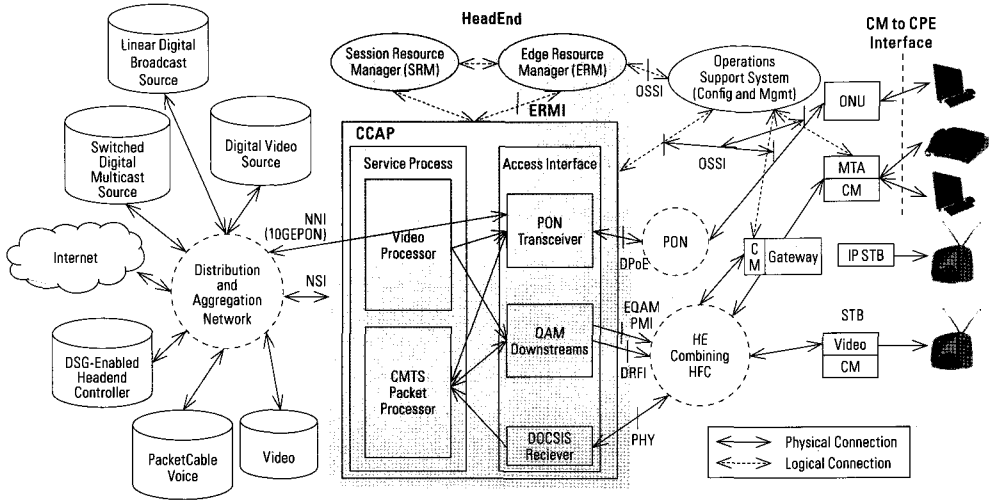 HeadEnd
CM to CPE
Interface
Linear Digital
Broadcast
Source
Session Resource
Manager (SRM)
Edge Resource
Manager (ERM)
Operations
Support System
(Config and Mgmt)
OSSI
ONU
ERMI
CCAP
Switched
Digital
Multicast
Source
Digital Video
Source
Service Process
Access Interface
OSSI
MTA
CM
NNI
(10GEPON)
Video
Processor
PON
Transceiver
PON
DPoE
C
M
Gateway
IP STB
Internet
Distribution
and
Aggregation
Network
NSI
EQAM
PMI
QAM
Downstreams
DRFI
HE
Combining
HFC
STB
Video
CM
DSG-Enabled
Headend
Controller
CMTS
Packet
Processor
PacketCable
Voice
Video
DOCSIS
Reciever
PHY
Physical Connection
Logical Connection